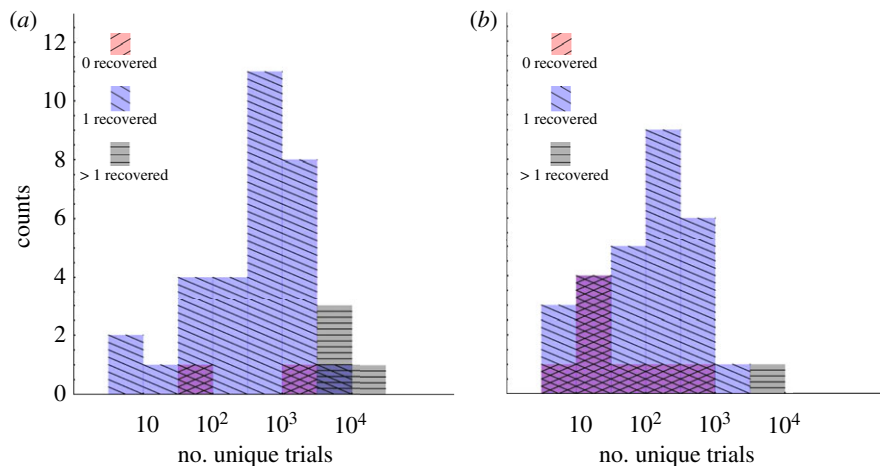 (a)
0 recovered
1 recovered
> 1 recovered
12
10
8
6
4
2
0
counts
10
10²
10³
10⁴
no. unique trials
(b)
0 recovered
1 recovered
> 1 recovered
10
10²
10³
10⁴
no. unique trials